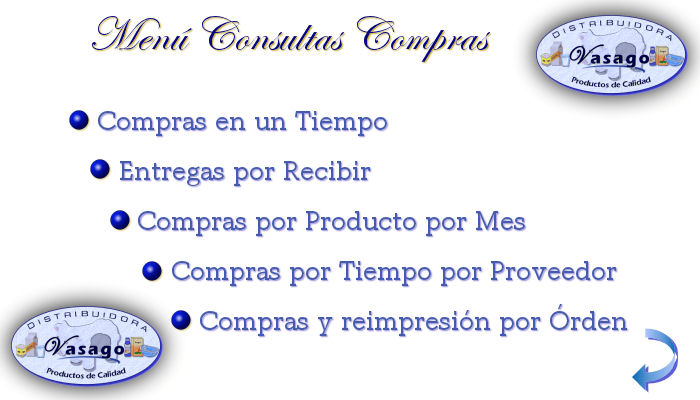 Menú Consultas Compras
DISTRIBUIDORA
Vasago
Productos de Calidad
Compras en un Tiempo
Entregas por Recibir
Compras por Producto por Mes
Compras por Tiempo por Proveedor
Compras y reimpresión por Órden
DISTRIBUIDORA
Vasago
Productos de Calidad